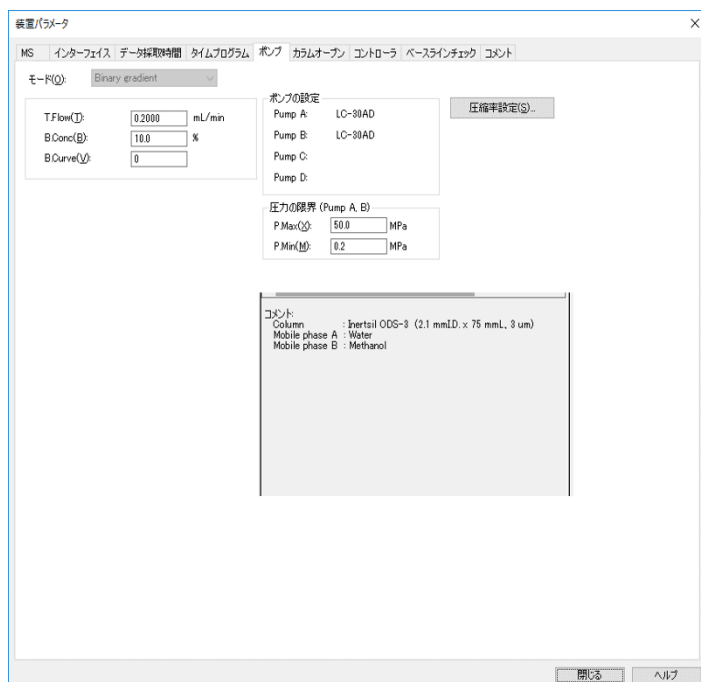 装置パラメータ
MS インターフェイス データ採取時間 タイムプログラム ポンプ カラムオーブン コントローラ ベースラインチェック コメント
モード(O): Binary gradient
T.Flow(T): 0.2000 mL/min
B.Conc(B): 10.0 %
B.Curve(V): 0
ポンプの設定
Pump A: LC-30AD
Pump B: LC-30AD
Pump C:
Pump D:
圧縮率設定(S)...
圧力の限界 (Pump A, B)
P.Max(X): 50.0 MPa
P.Min(M): 0.2 MPa
コメント:
Column : Inertsil ODS-3 (2.1 mmI.D. x 75 mmL, 3 um)
Mobile phase A : Water
Mobile phase B : Methanol
閉じる ヘルプ